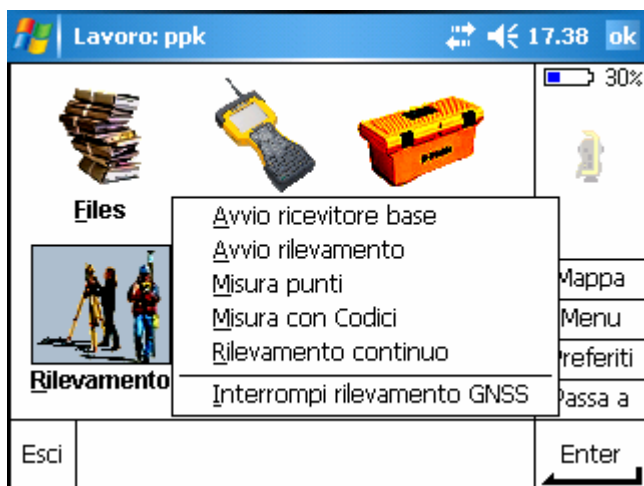 Lavoro: ppk 17.38 ok
30%
Files
Avvio ricevitore base
Avvio rilevamento
Misura punti
Misura con Codici
Rilevamento continuo
Interrompi rilevamento GNSS
Rilevamento
Mappa
Menu
referiti
Passa a
Esci
Enter